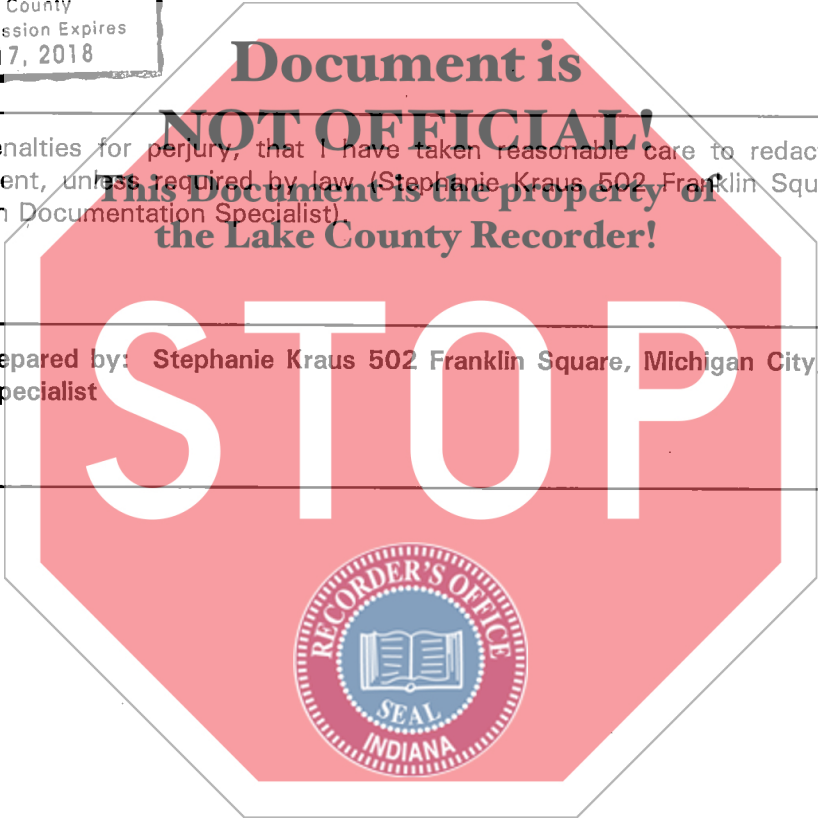 County
ssion Expires
7, 2018
Document is
NOT OFFICIAL!
nalties for perjury, that I have taken reasonable care to redac
ent, unless required by law (Stephanie Kraus 502 Franklin Squ
This Document is the property of
n Documentation Specialist).
the Lake County Recorder!
epared by: Stephanie Kraus 502 Franklin Square, Michigan City,
pecialist
STOP
RECORDER'S OFFICE
SEAL
INDIANA